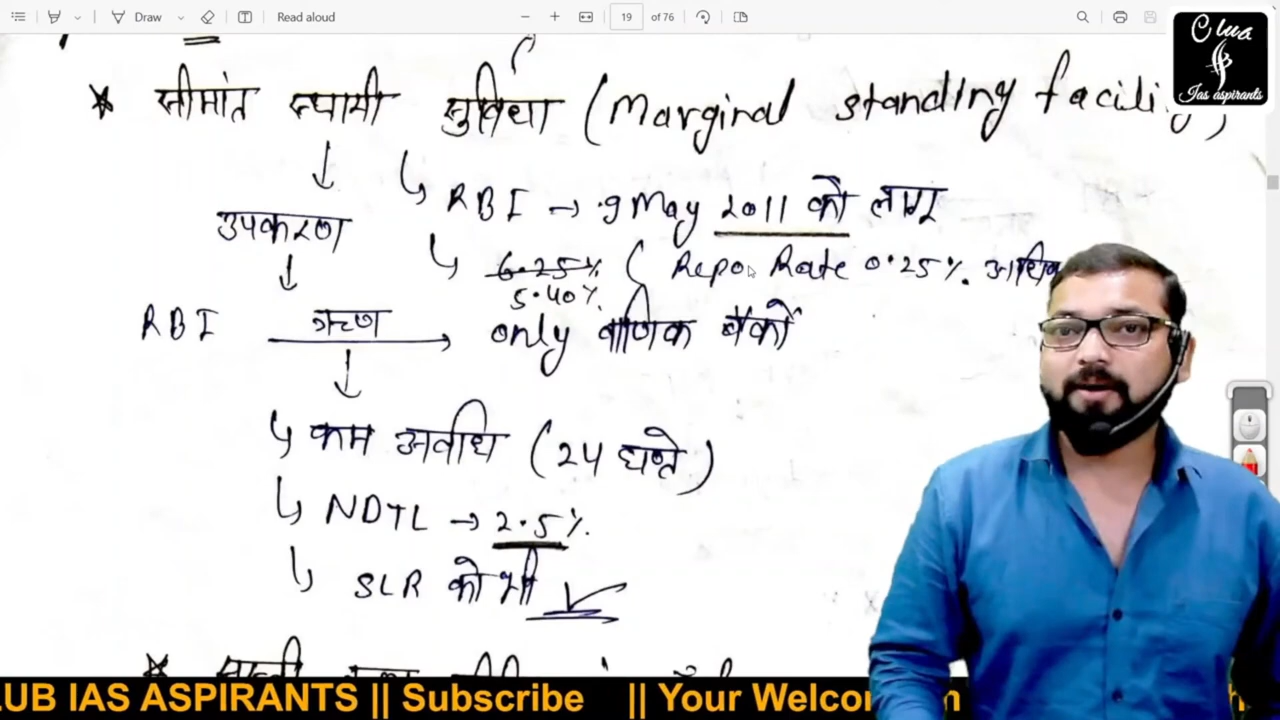 Draw
Read aloud
19 of 76
C lua
Ias aspirants
* सीमांत स्थायी सुविधा (Marginal standing facility)
↳ RBI → 9 May 2011 को लागू
उपकरण
↳ 6.25% ( Repo Rate 0.25%
5.40%
RBI ऋण → only वाणिक बैंकों
↳ कम अवधि (24 घण्टे)
↳ NDTL → 2.5%.
↳ SLR को भी
LUB IAS ASPIRANTS || Subscribe || Your Welcom